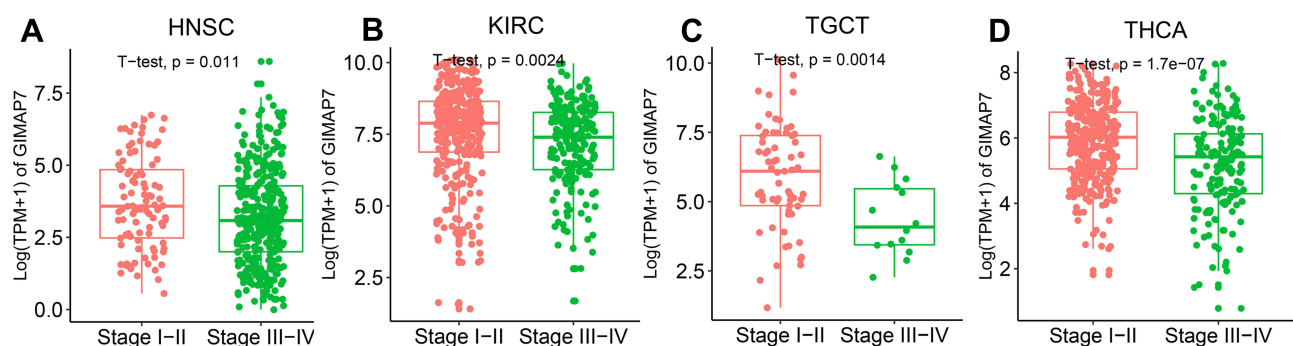 A HNSC
T-test, p = 0.011
Log(TPM+1) of GIMAP7
7.5
5.0
2.5
0.0
Stage I-II Stage III-IV
B KIRC
T-test, p = 0.0024
Log(TPM+1) of GIMAP7
10.0
7.5
5.0
2.5
Stage I-II Stage III-IV
C TGCT
T-test, p = 0.0014
Log(TPM+1) of GIMAP7
10.0
7.5
5.0
2.5
Stage I-II Stage III-IV
D THCA
T-test, p = 1.7e-07
Log(TPM+1) of GIMAP7
8
6
4
2
Stage I-II Stage III-IV